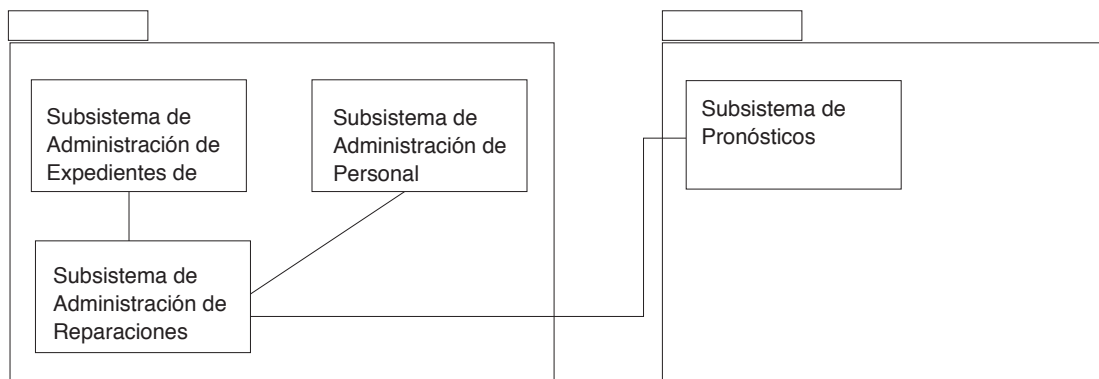 Subsistema de
Administración de
Expedientes de
Subsistema de
Administración de
Personal
Subsistema de
Administración de
Reparaciones
Subsistema de
Pronósticos